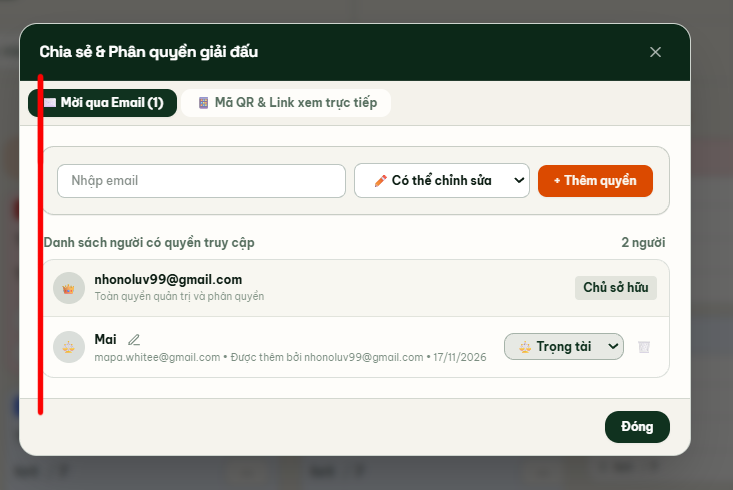 Chia sẻ & Phân quyền giải đấu
Mời qua Email (1)
Mã QR & Link xem trực tiếp
Nhập email
Có thể chỉnh sửa
+ Thêm quyền
Danh sách người có quyền truy cập
2 người
nhonoluv99@gmail.com
Toàn quyền quản trị và phân quyền
Chủ sở hữu
Mai
mapa.whitee@gmail.com • Được thêm bởi nhonoluv99@gmail.com • 17/11/2026
Trọng tài
Đóng